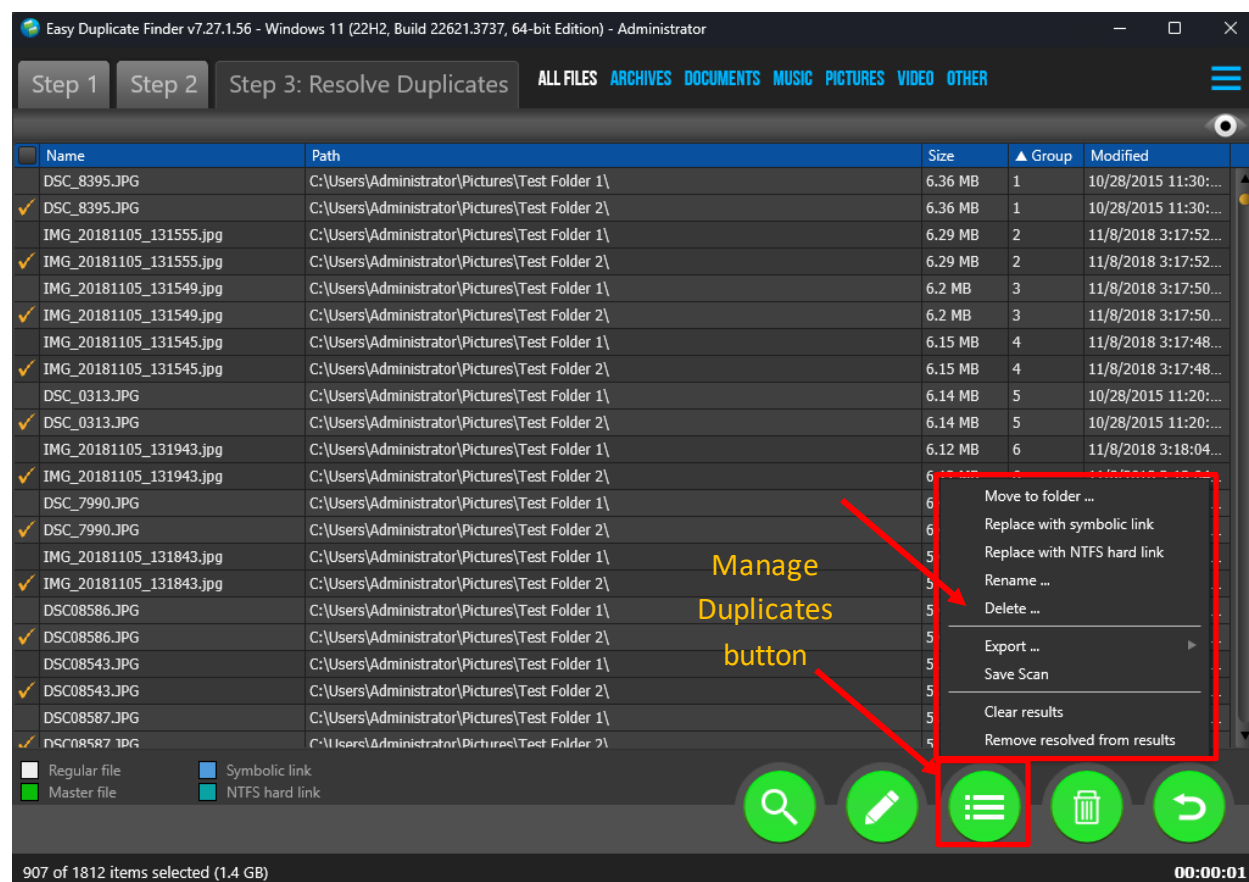 Easy Duplicate Finder v7.27.1.56 - Windows 11 (22H2, Build 22621.3737, 64-bit Edition) - Administrator
Step 1 Step 2 Step 3: Resolve Duplicates ALL FILES ARCHIVES DOCUMENTS MUSIC PICTURES VIDEO OTHER
Name Path Size ▲ Group Modified
DSC_8395.JPG C:\Users\Administrator\Pictures\Test Folder 1\ 6.36 MB 1 10/28/2015 11:30:...
DSC_8395.JPG C:\Users\Administrator\Pictures\Test Folder 2\ 6.36 MB 1 10/28/2015 11:30:...
IMG_20181105_131555.jpg C:\Users\Administrator\Pictures\Test Folder 1\ 6.29 MB 2 11/8/2018 3:17:52...
IMG_20181105_131555.jpg C:\Users\Administrator\Pictures\Test Folder 2\ 6.29 MB 2 11/8/2018 3:17:52...
IMG_20181105_131549.jpg C:\Users\Administrator\Pictures\Test Folder 1\ 6.2 MB 3 11/8/2018 3:17:50...
IMG_20181105_131549.jpg C:\Users\Administrator\Pictures\Test Folder 2\ 6.2 MB 3 11/8/2018 3:17:50...
IMG_20181105_131545.jpg C:\Users\Administrator\Pictures\Test Folder 1\ 6.15 MB 4 11/8/2018 3:17:48...
IMG_20181105_131545.jpg C:\Users\Administrator\Pictures\Test Folder 2\ 6.15 MB 4 11/8/2018 3:17:48...
DSC_0313.JPG C:\Users\Administrator\Pictures\Test Folder 1\ 6.14 MB 5 10/28/2015 11:20:...
DSC_0313.JPG C:\Users\Administrator\Pictures\Test Folder 2\ 6.14 MB 5 10/28/2015 11:20:...
IMG_20181105_131943.jpg C:\Users\Administrator\Pictures\Test Folder 1\ 6.12 MB 6 11/8/2018 3:18:04...
IMG_20181105_131943.jpg C:\Users\Administrator\Pictures\Test Folder 2\
DSC_7990.JPG C:\Users\Administrator\Pictures\Test Folder 1\ 6
DSC_7990.JPG C:\Users\Administrator\Pictures\Test Folder 2\ 6
IMG_20181105_131843.jpg C:\Users\Administrator\Pictures\Test Folder 1\ 5
IMG_20181105_131843.jpg C:\Users\Administrator\Pictures\Test Folder 2\ 5
DSC08586.JPG C:\Users\Administrator\Pictures\Test Folder 1\ 5
DSC08586.JPG C:\Users\Administrator\Pictures\Test Folder 2\ 5
DSC08543.JPG C:\Users\Administrator\Pictures\Test Folder 1\ 5
DSC08543.JPG C:\Users\Administrator\Pictures\Test Folder 2\ 5
DSC08587.JPG C:\Users\Administrator\Pictures\Test Folder 1\ 5
DSC08587.JPG C:\Users\Administrator\Pictures\Test Folder 2\ 5
Manage
Duplicates
button
Move to folder ...
Replace with symbolic link
Replace with NTFS hard link
Rename ...
Delete ...
Export ...
Save Scan
Clear results
Remove resolved from results
Regular file Symbolic link
Master file NTFS hard link
907 of 1812 items selected (1.4 GB) 00:00:01